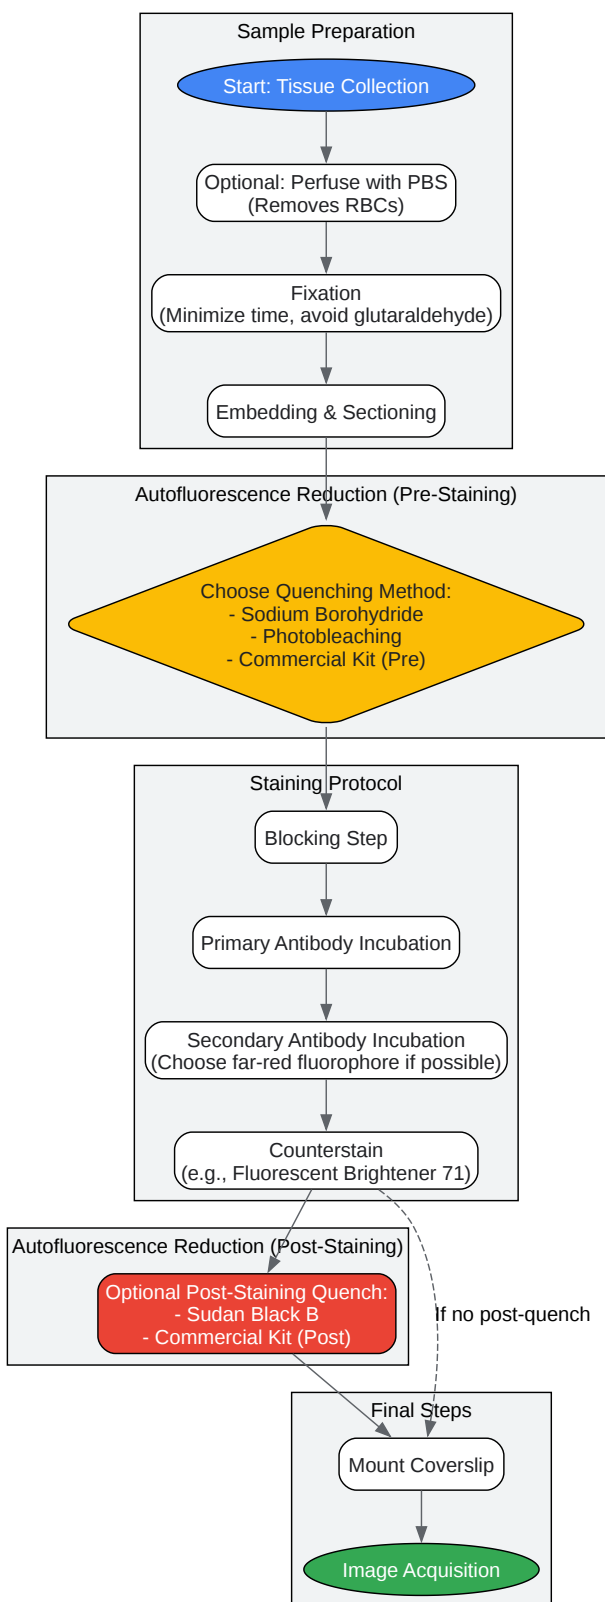 Sample Preparation
Start: Tissue Collection
Optional: Perfuse with PBS
(Removes RBCs)
Fixation
(Minimize time, avoid glutaraldehyde)
Embedding & Sectioning
Autofluorescence Reduction (Pre-Staining)
Choose Quenching Method:
- Sodium Borohydride
- Photobleaching
- Commercial Kit (Pre)
Staining Protocol
Blocking Step
Primary Antibody Incubation
Secondary Antibody Incubation
(Choose far-red fluorophore if possible)
Counterstain
(e.g., Fluorescent Brightener 71)
Autofluorescence Reduction (Post-Staining)
Optional Post-Staining Quench:
- Sudan Black B
- Commercial Kit (Post)
If no post-quench
Final Steps
Mount Coverslip
Image Acquisition